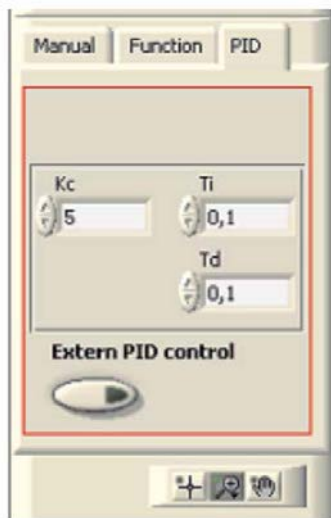 Manual Function PID
Kc Ti
5 0,1
Td
0,1
Extern PID control